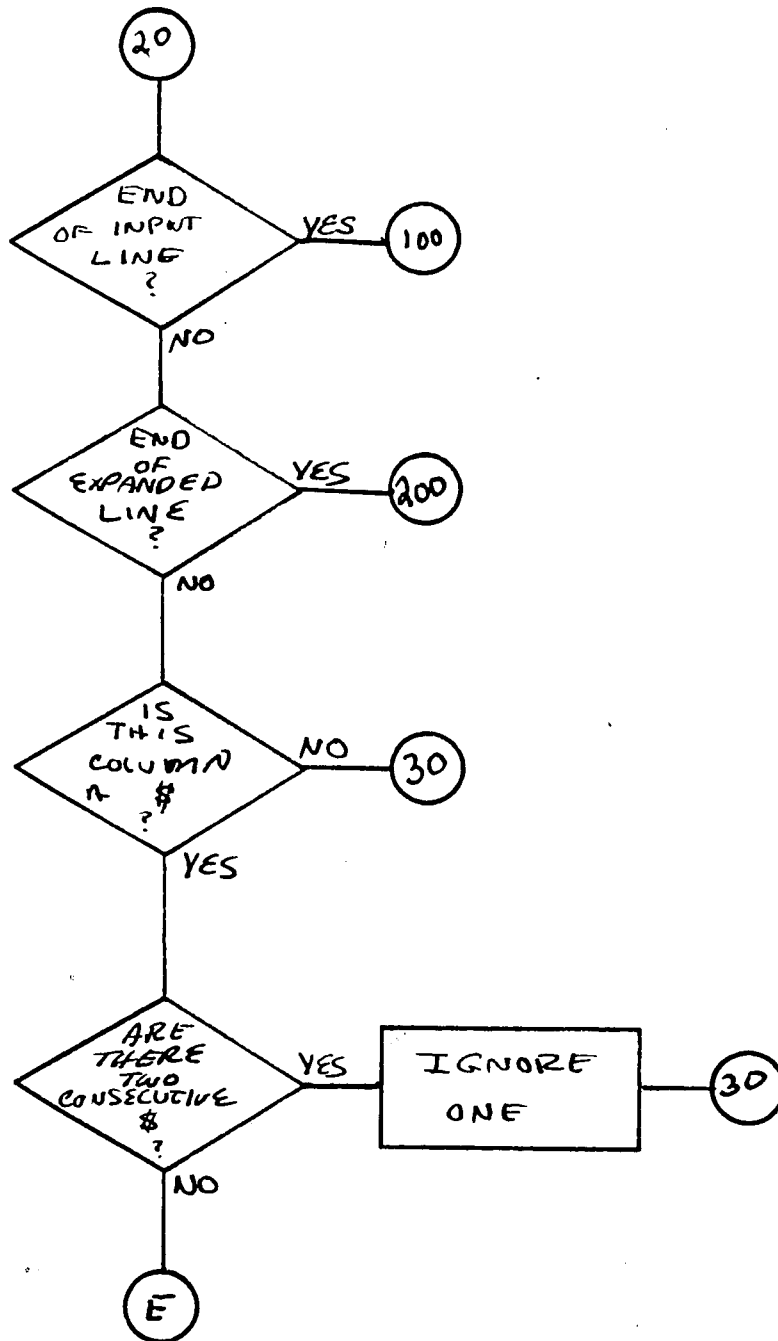 20
END
OF INPUT
LINE
?
YES
100
NO
END
OF
EXPANDED
LINE
?
YES
200
NO
IS
THIS
COLUMN
A $
?
NO
30
YES
ARE
THERE
TWO
CONSECUTIVE
$
?
YES
IGNORE
ONE
30
NO
E